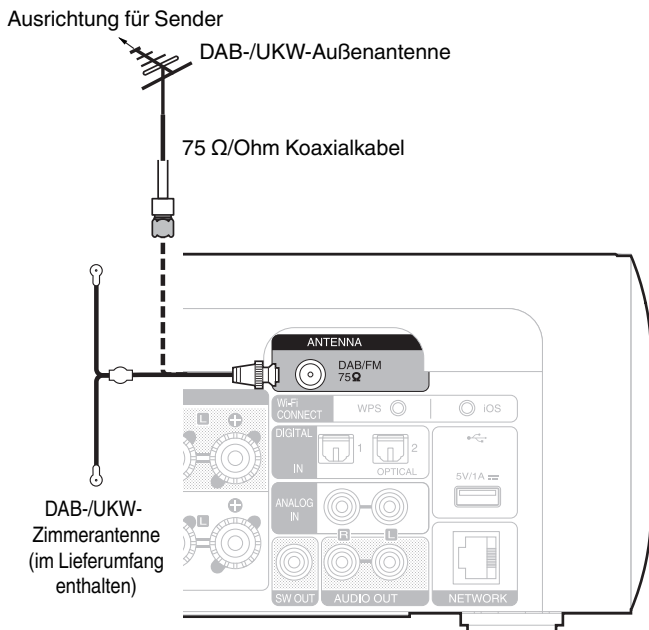 Ausrichtung für Sender
DAB-/UKW-Außenantenne
75 Ω/Ohm Koaxialkabel
ANTENNA
DAB/FM
75Ω
Wi-Fi
CONNECT
WPS
iOS
DIGITAL
IN
1
2
OPTICAL
5V/1A
L
ANALOG
IN
R
L
L
SW OUT
AUDIO OUT
NETWORK
DAB-/UKW-
Zimmerantenne
(im Lieferumfang
enthalten)